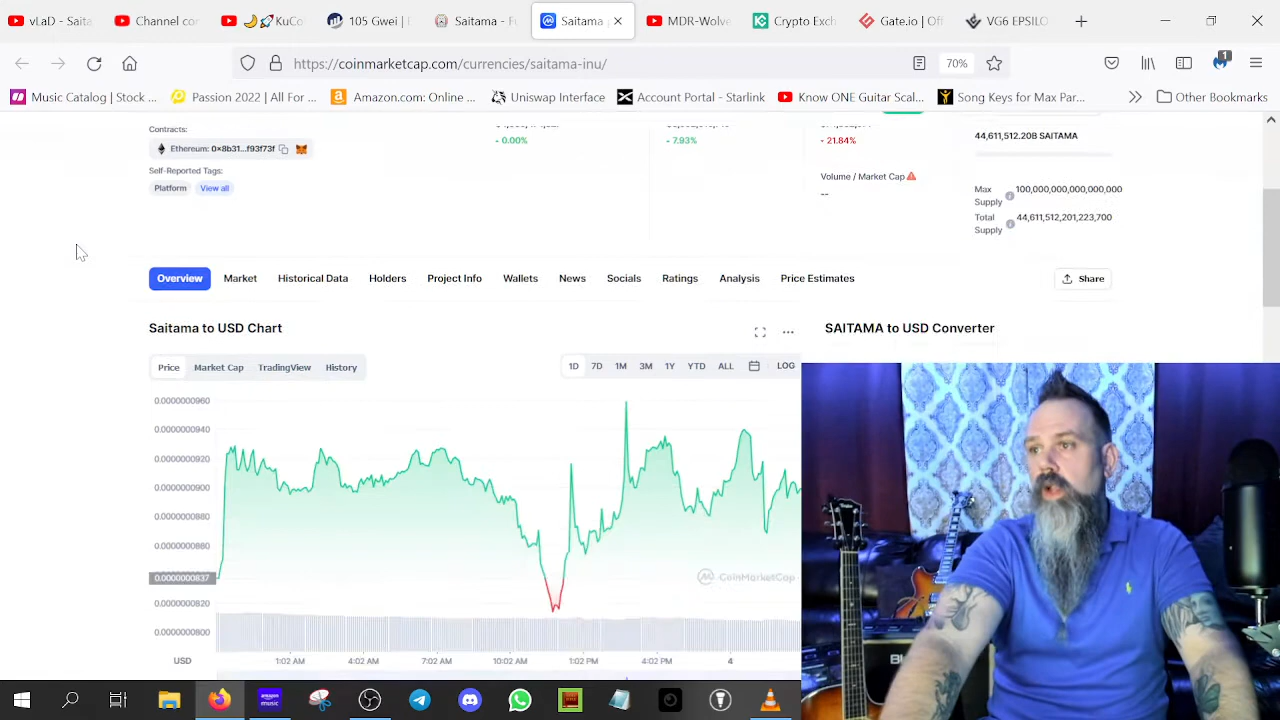 Saitama - D
🌙🚀 Co
105 Gwei | E
Saitama - F
Saitama
MDR-Wolve
Crypto Exch
Gate.io | Off
VG6 EPSILO
https://coinmarketcap.com/currencies/saitama-inu/
70%
1
Music Catalog | Stock ...
Passion 2022 | All For ...
Amazon.com: Online ...
Uniswap Interface
Account Portal - Starlink
Know ONE Guitar Scal...
Song Keys for Max Par...
Other Bookmarks
Contracts:
Ethereum: 0x8b31...f93f73f
Self-Reported Tags:
Platform
View all
0.00%
7.93%
21.84%
Volume / Market Cap
--
44,611,512.20B SAITAMA
Max
Supply
100,000,000,000,000,000
Total
Supply
44,611,512,201,223,700
Overview
Market
Historical Data
Holders
Project Info
Wallets
News
Socials
Ratings
Analysis
Price Estimates
Share
Saitama to USD Chart
SAITAMA to USD Converter
Price
Market Cap
TradingView
History
1D
7D
1M
3M
1Y
YTD
ALL
LOG
0.0000000960
0.0000000940
0.0000000920
0.0000000900
0.0000000880
0.0000000860
0.0000000837
0.0000000820
0.0000000800
CoinMarketCap
USD
1:02 AM
4:02 AM
7:02 AM
10:02 AM
1:02 PM
4:02 PM
4
amazon
music